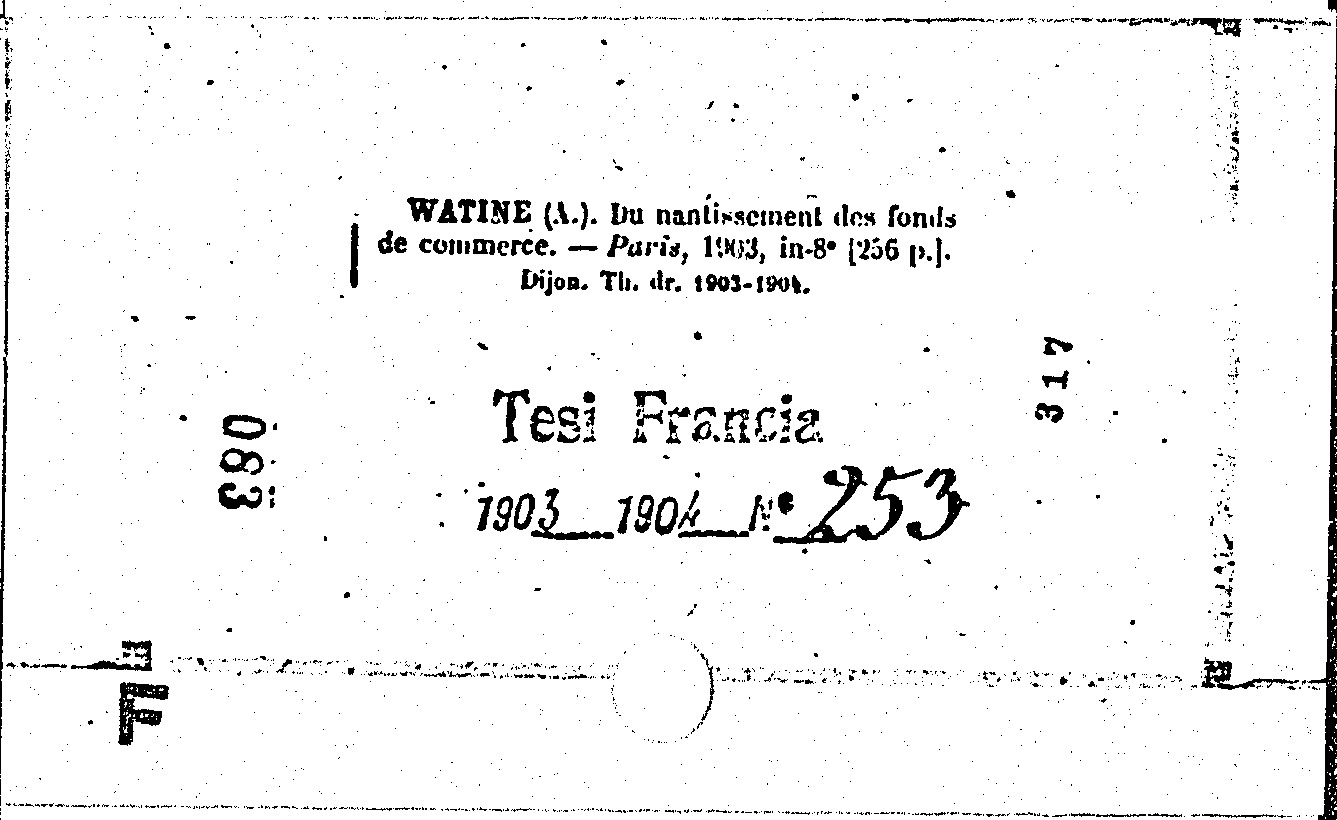 WATINE (A.). Du nantissement des fonds
de commerce. — Paris, 1903, in-8° [256 p.].
Dijon. Th. dr. 1903-1904.
317
Tesi Francia
380
1903 1904 N° 253
F